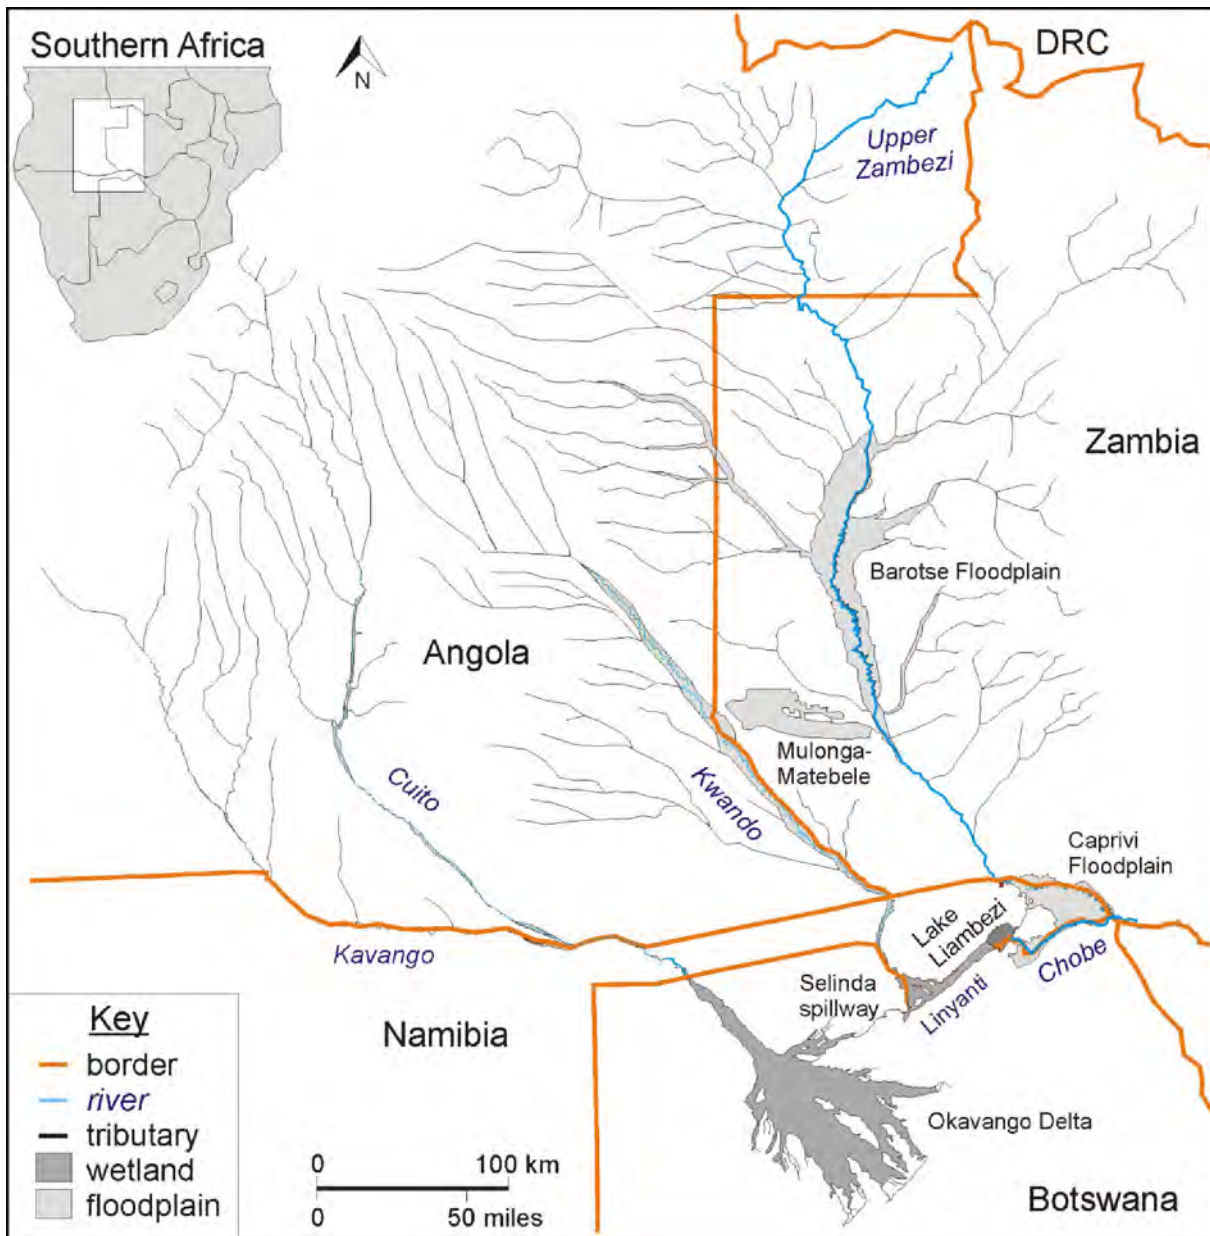 Southern Africa
N
DRC
Upper
Zambezi
Zambia
Barotse Floodplain
Angola
Mulonga-
Matebele
Cuito
Kwando
Caprivi
Floodplain
Lake
Liambezi
Kavango
Chobe
Selinda
spillway
Linyanti
Namibia
Okavango Delta
Botswana
Key
border
river
tributary
wetland
floodplain
0 100 km
0 50 miles